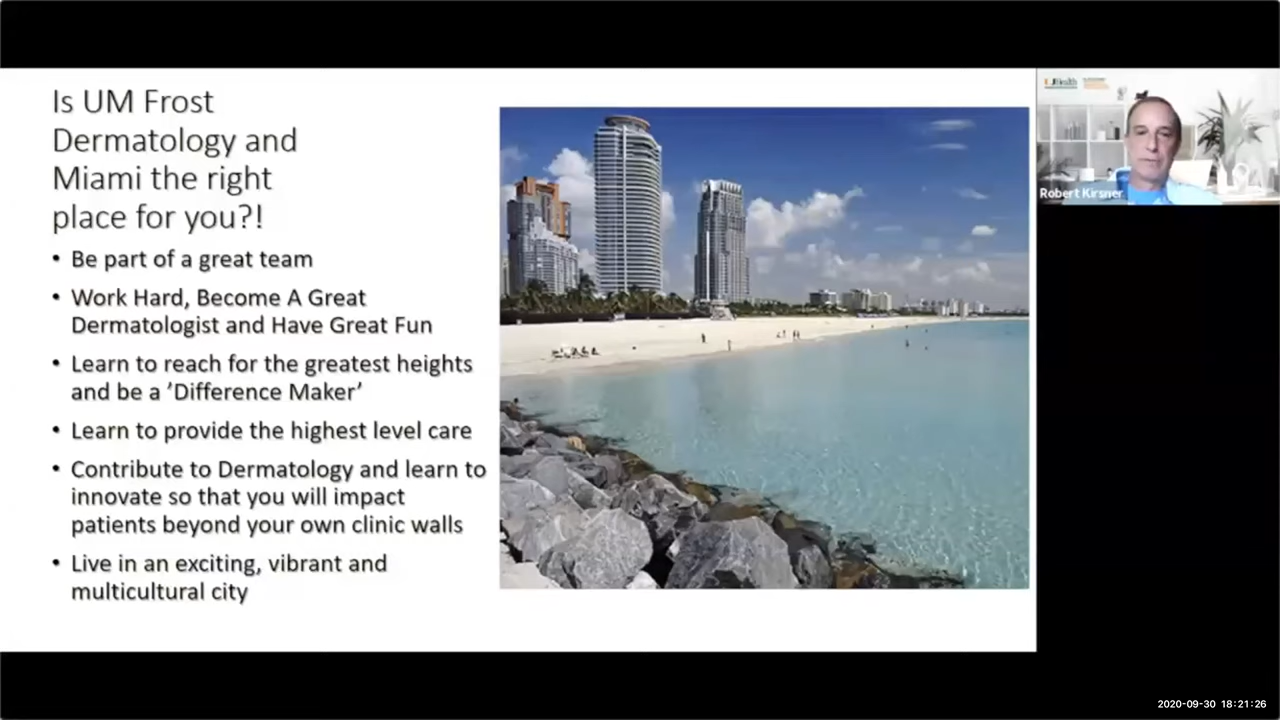 Is UM Frost
Dermatology and
Miami the right
place for you?!
• Be part of a great team
• Work Hard, Become A Great
Dermatologist and Have Great Fun
• Learn to reach for the greatest heights
and be a ’Difference Maker’
• Learn to provide the highest level care
• Contribute to Dermatology and learn to
innovate so that you will impact
patients beyond your own clinic walls
• Live in an exciting, vibrant and
multicultural city
Robert Kirsner
2020-09-30 18:21:26